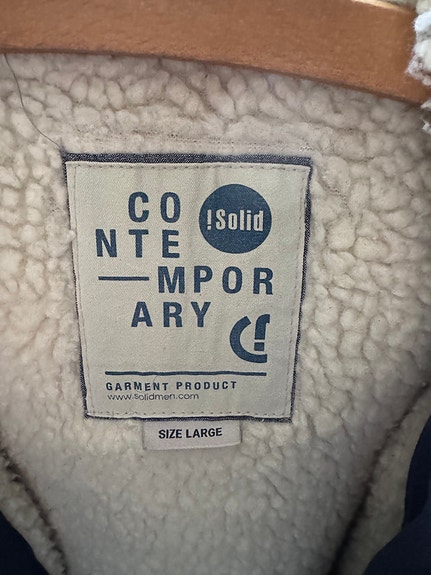 CO
!Solid
NTE
—MPOR
ARY
GARMENT PRODUCT
www.solidmen.com
SIZE LARGE